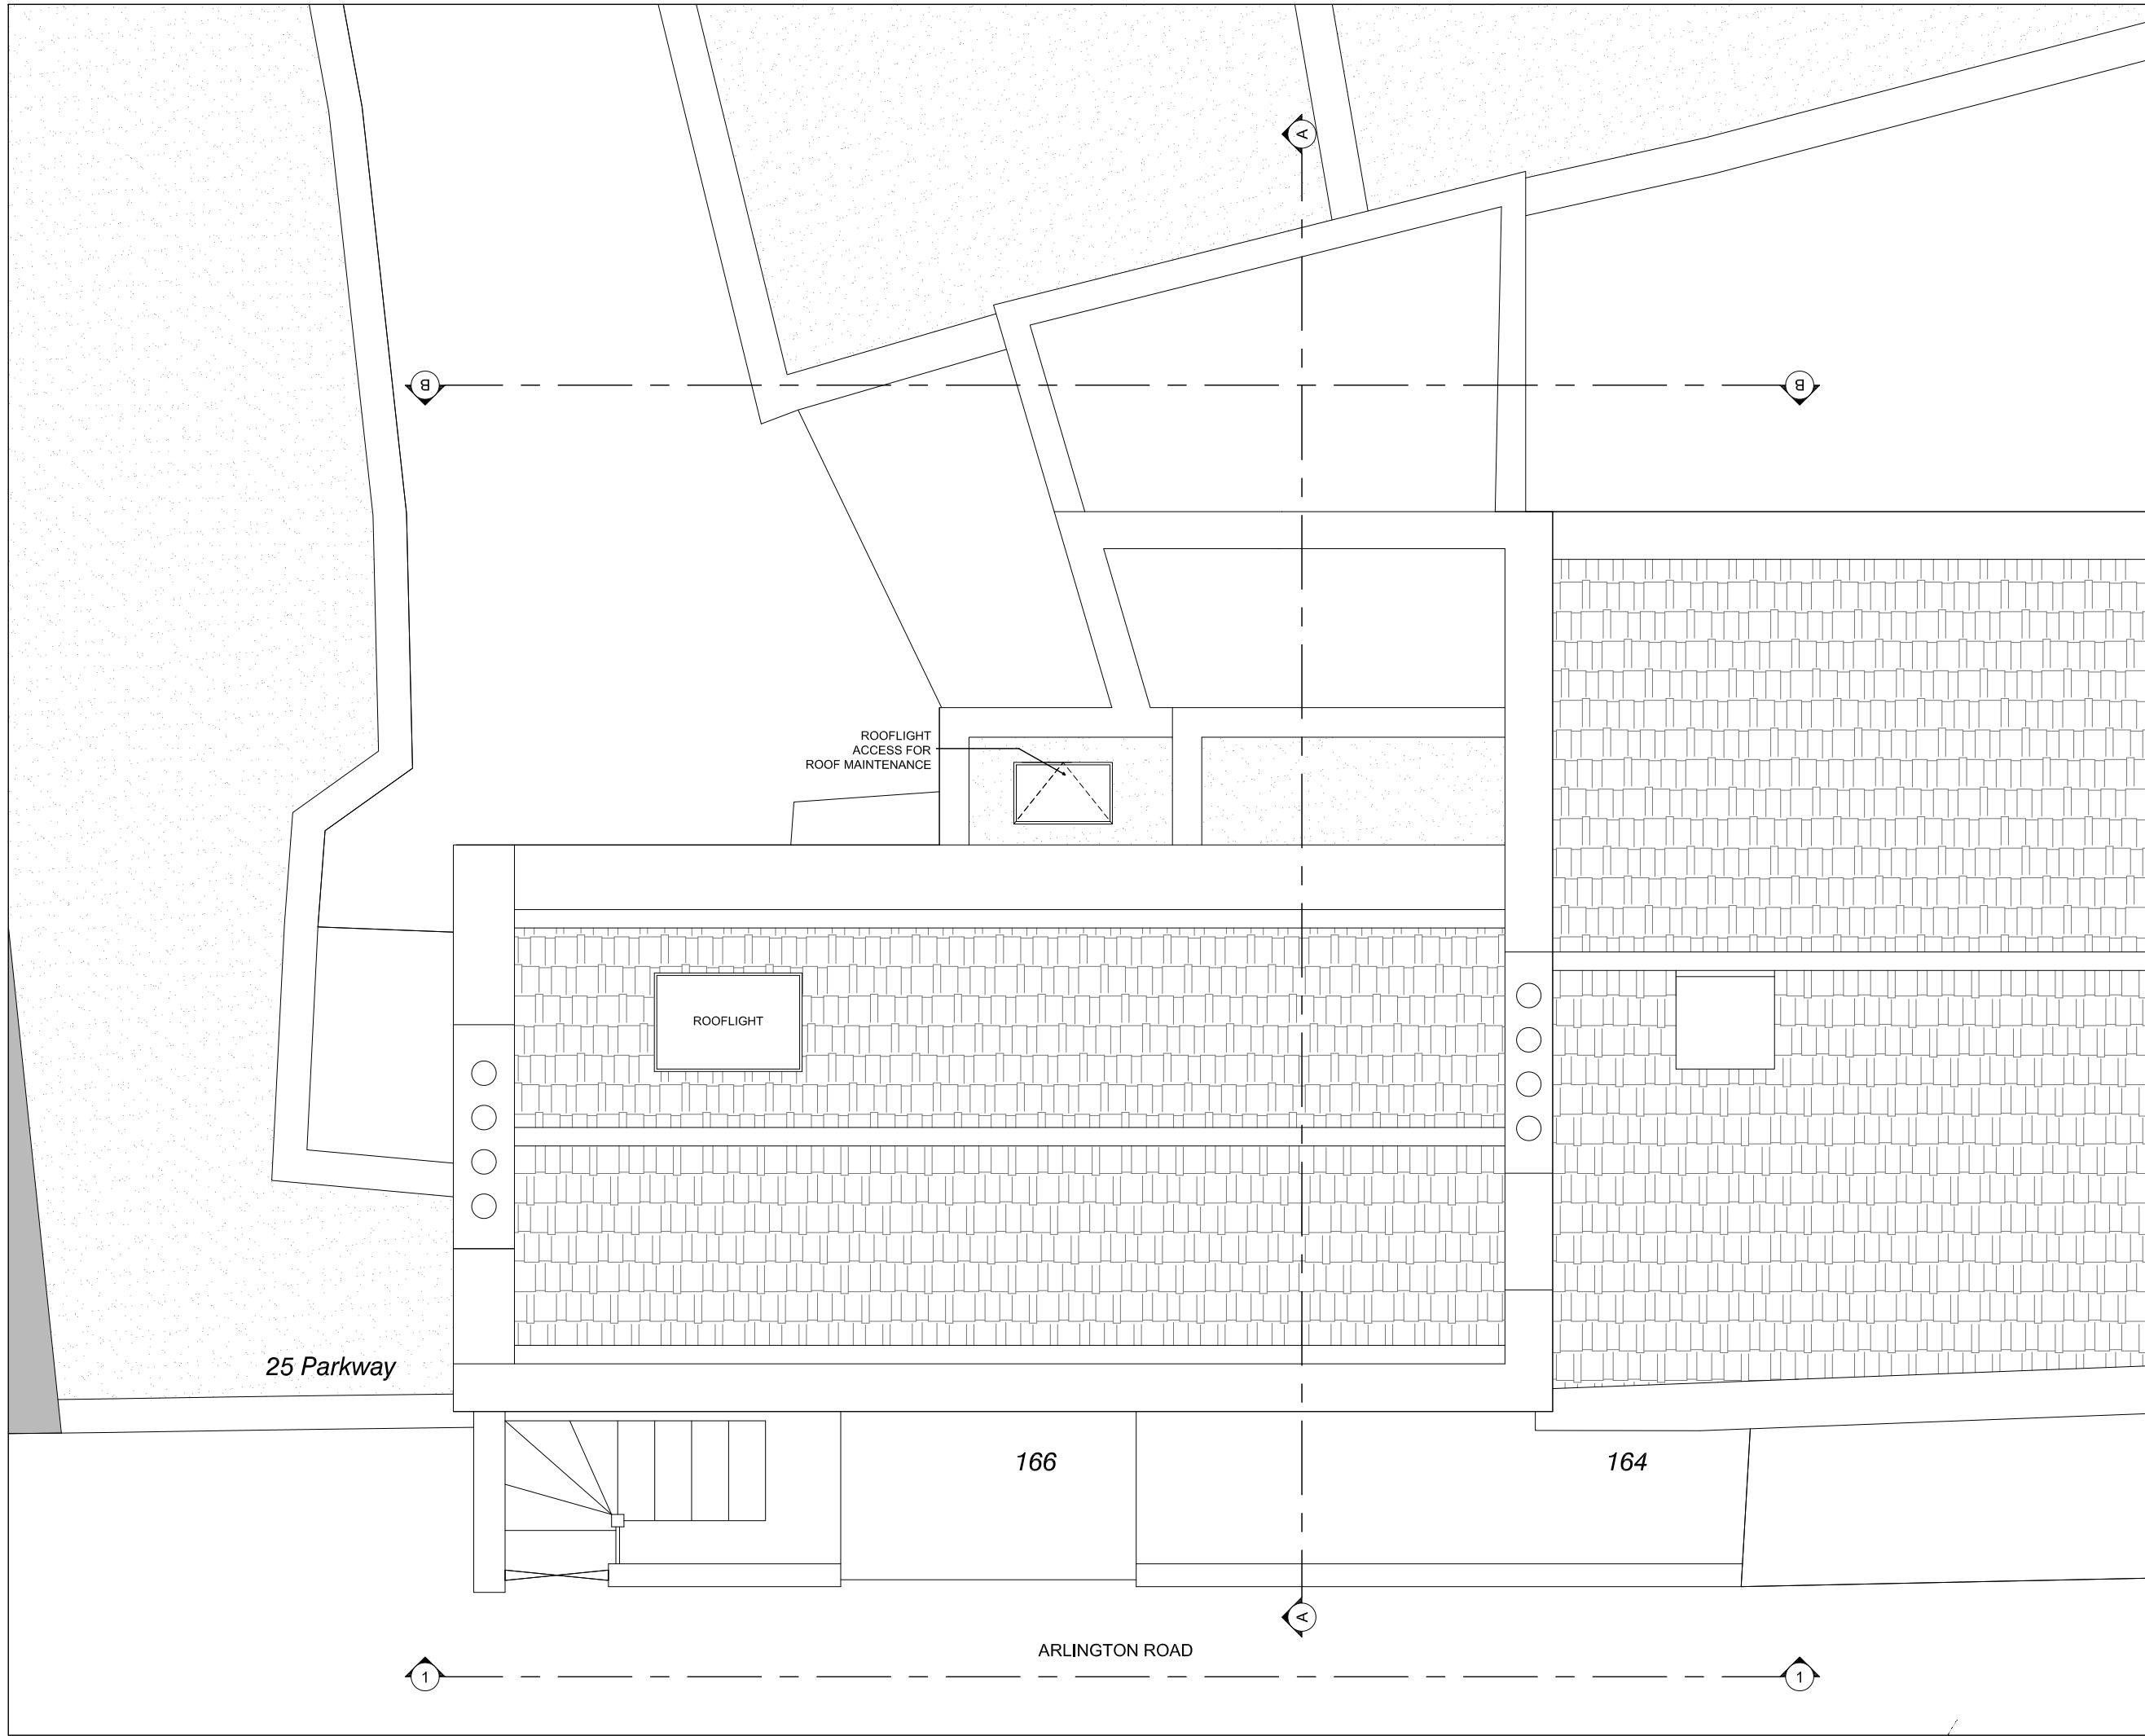 A
B
B
ROOFLIGHT
ACCESS FOR
ROOF MAINTENANCE
ROOFLIGHT
25 Parkway
166
164
A
ARLINGTON ROAD
1
1